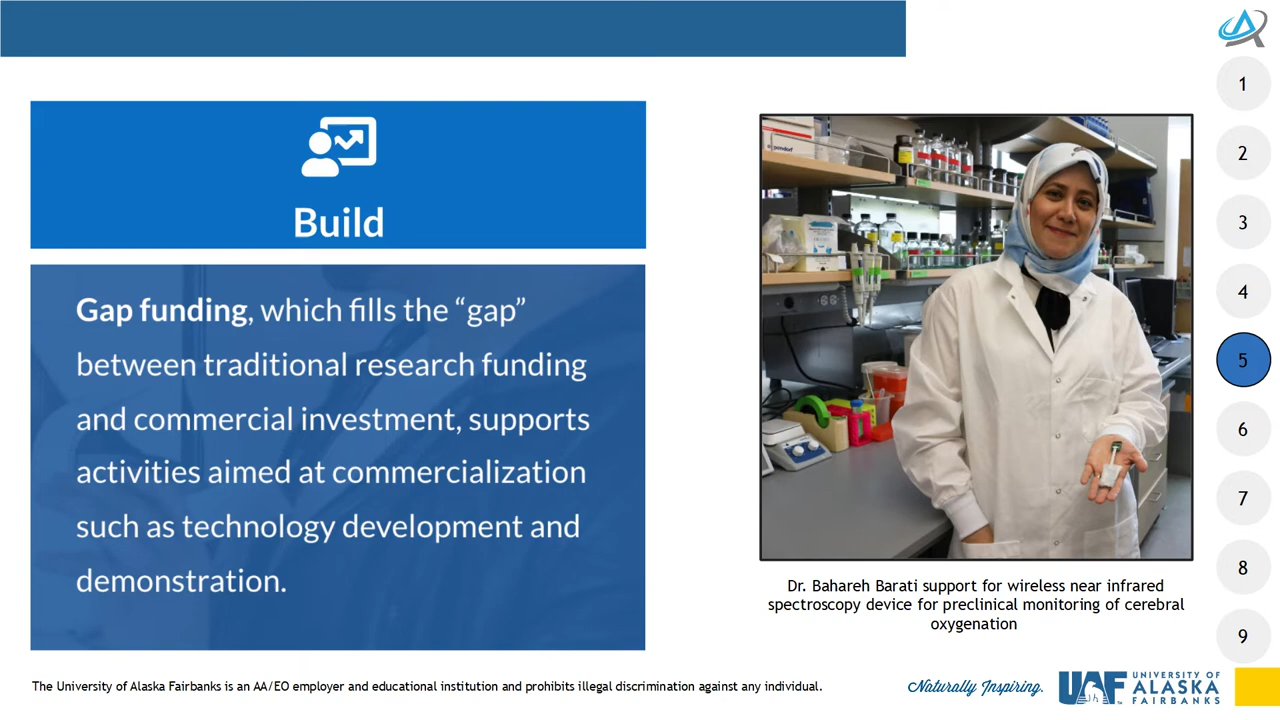 Build
Gap funding, which fills the “gap”
between traditional research funding
and commercial investment, supports
activities aimed at commercialization
such as technology development and
demonstration.
Dr. Bahareh Barati support for wireless near infrared
spectroscopy device for preclinical monitoring of cerebral
oxygenation
1
2
3
4
5
6
7
8
9
The University of Alaska Fairbanks is an AA/EO employer and educational institution and prohibits illegal discrimination against any individual.
Naturally Inspiring.
UAF
UNIVERSITY OF
ALASKA
FAIRBANKS